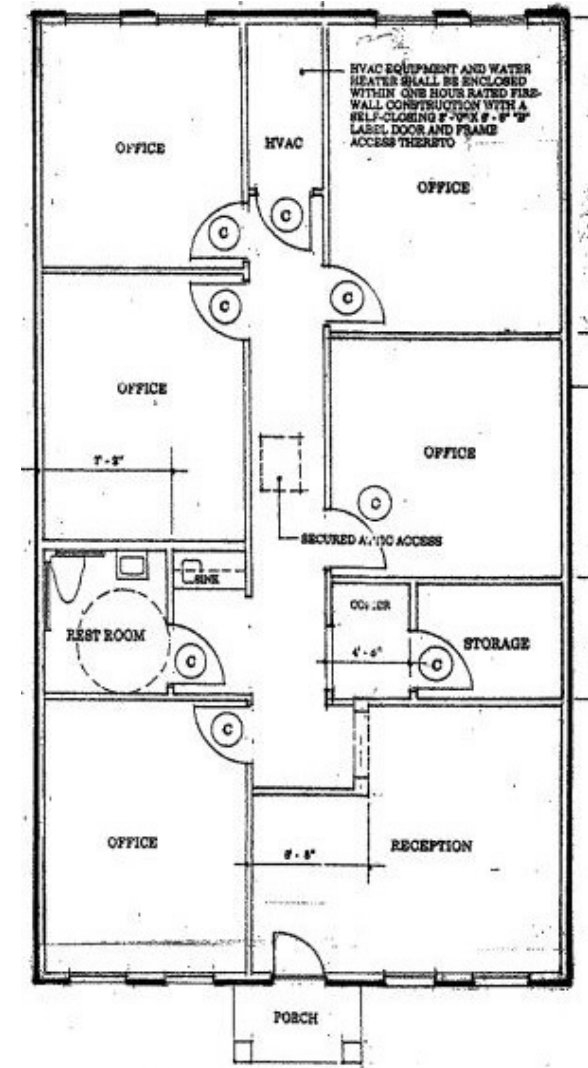 HVAC EQUIPMENT AND WATER
HEATER SHALL BE ENCLOSED
WITHIN ONE HOUR RATED FIRE-
WALL CONSTRUCTION WITH A
SELF-CLOSING "B"
LABEL DOOR AND FRAME
ACCESS THERETO
OFFICE
HVAC
OFFICE
C
C
C
C
OFFICE
OFFICE
C
SECURED ATTIC ACCESS
SINK
COPIER
REST ROOM
C
C
STORAGE
C
OFFICE
RECEPTION
PORCH